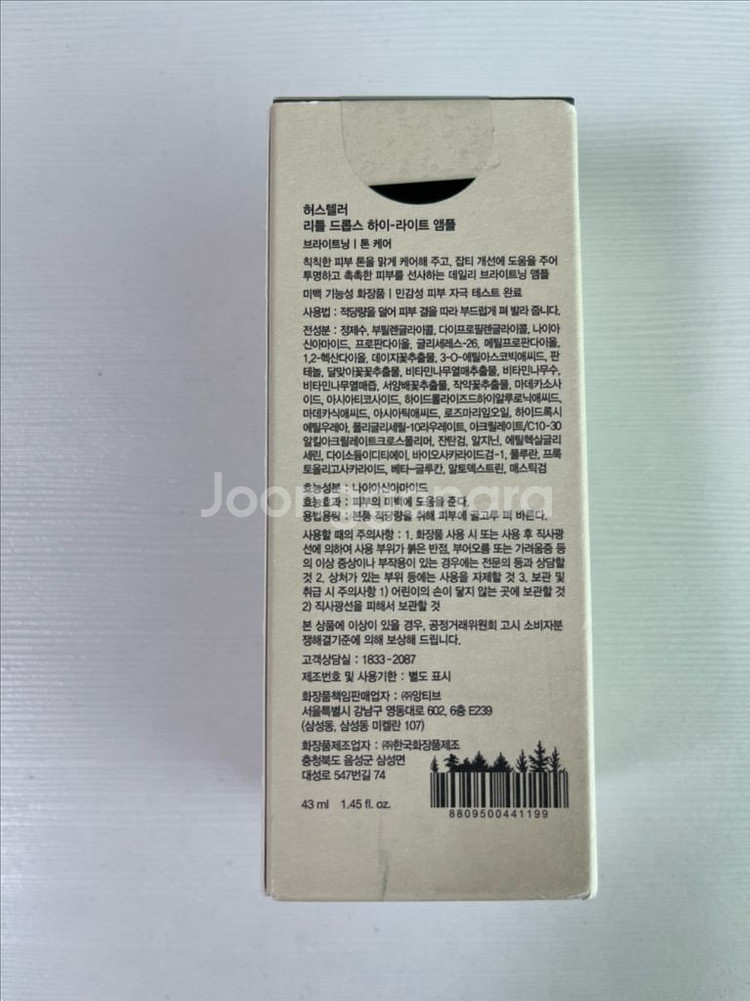 허스텔러
리틀 드롭스 하이-라이트 앰플
브라이트닝 | 톤 케어
칙칙한 피부 톤을 맑게 케어해 주고, 잡티 개선에 도움을 주어
투명하고 촉촉한 피부를 선사하는 데일리 브라이트닝 앰플
미백 기능성 화장품 | 민감성 피부 자극 테스트 완료
사용법 : 적당량을 덜어 피부 결을 따라 부드럽게 펴 발라 줍니다.
전성분 : 정제수, 부틸렌글라이콜, 다이프로필렌글라이콜, 나이아
신아마이드, 프로판다이올, 글리세레스-26, 메틸프로판다이올,
1,2-헥산다이올, 데이지꽃추출물, 3-O-에틸아스코빅애씨드, 판
테놀, 달맞이꽃꽃추출물, 비타민나무열매추출물, 비타민나무수,
비타민나무열매즙, 서양배꽃추출물, 작약꽃추출물, 마데카소사
이드, 아시아티코사이드, 하이드롤라이즈드하이알루로닉애씨드,
마데카식애씨드, 아시아틱애씨드, 로즈마리잎오일, 하이드록시
에틸우레아, 폴리글리세릴-10라우레이트, 아크릴레이트/C10-30
알킬아크릴레이트크로스폴리머, 잔탄검, 알지닌, 에틸헥실글리
세린, 다이소듐이디티에이, 바이오사카라이드검-1, 풀루란, 프룩
토올리고사카라이드, 베타-글루칸, 말토덱스트린, 매스틱검
효능성분 : 나이아신아마이드
효능효과 : 피부의 미백에 도움을 준다.
용법용량 : 본품 적당량을 취해 피부에 골고루 펴 바른다.
Joonggonara
사용할 때의 주의사항 : 1. 화장품 사용 시 또는 사용 후 직사광
선에 의하여 사용 부위가 붉은 반점, 부어오름 또는 가려움증 등
의 이상 증상이나 부작용이 있는 경우에는 전문의 등과 상담할
것 2. 상처가 있는 부위 등에는 사용을 자제할 것 3. 보관 및
취급 시 주의사항 1) 어린이의 손이 닿지 않는 곳에 보관할 것
2) 직사광선을 피해서 보관할 것
본 상품에 이상이 있을 경우, 공정거래위원회 고시 소비자분
쟁해결기준에 의해 보상해 드립니다.
고객상담실 : 1833-2087
제조번호 및 사용기한 : 별도 표시
화장품책임판매업자 : ㈜앙티브
서울특별시 강남구 영동대로 602, 6층 E239
(삼성동, 삼성동 미켈란 107)
화장품제조업자 : ㈜한국화장품제조
충청북도 음성군 삼성면
대성로 547번길 74
43 ml 1.45 fl. oz.
8809500441199